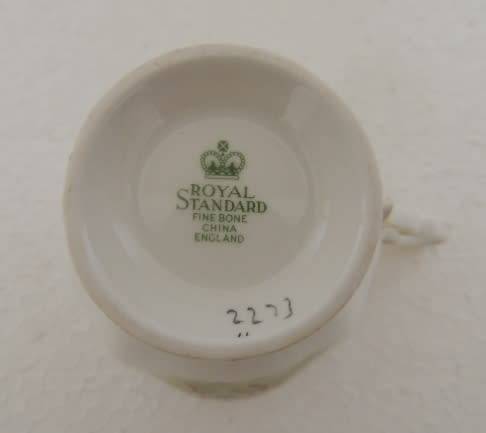 ROYAL
STANDARD
FINE BONE
CHINA
ENGLAND
2273
"